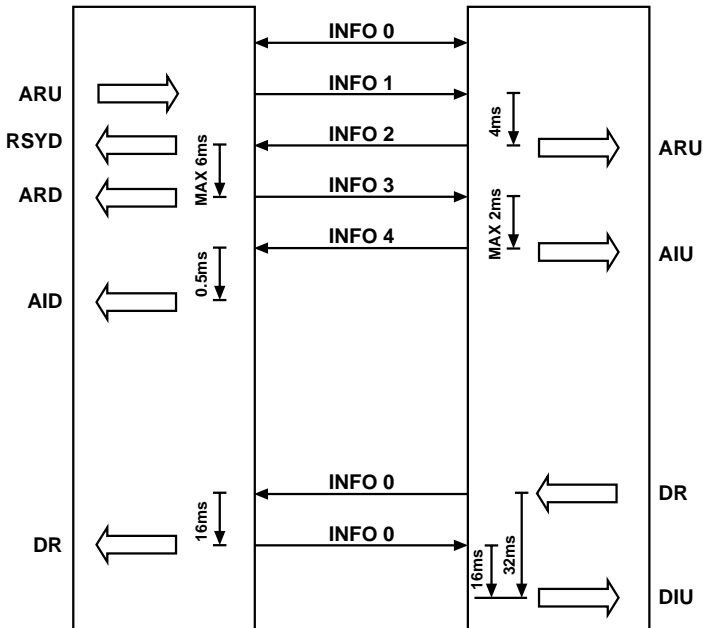 INFO 0
ARU
INFO 1
4ms
RSYD
INFO 2
ARU
MAX 6ms
ARD
INFO 3
MAX 2ms
INFO 4
AIU
0.5ms
AID
INFO 0
DR
16ms
DR
INFO 0
16ms
32ms
DIU